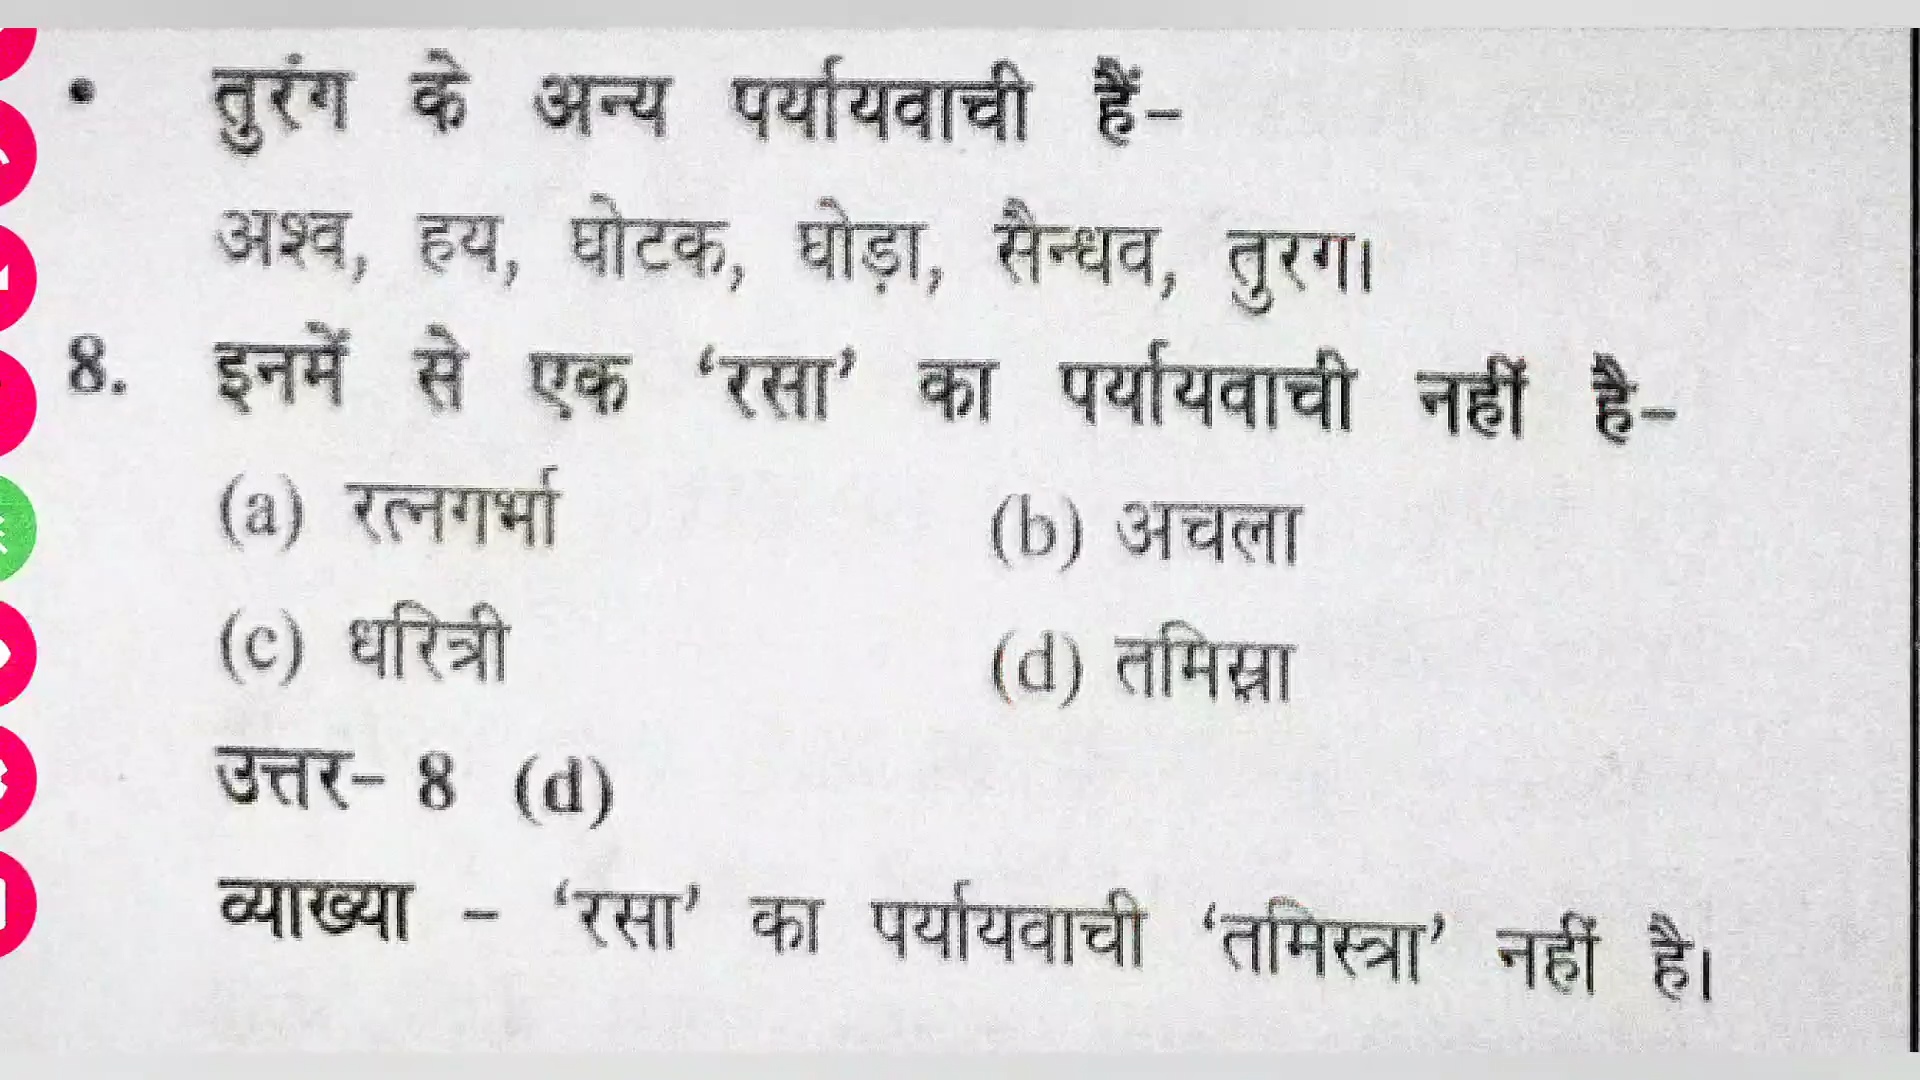 • तुरंग के अन्य पर्यायवाची हैं-
अश्व, हय, घोटक, घोड़ा, सैन्धव, तुरग।
8. इनमें से एक ‘रसा’ का पर्यायवाची नहीं है-
(a) रत्नगर्भा (b) अचला
(c) धरित्री (d) तमिस्रा
उत्तर- 8 (d)
व्याख्या - ‘रसा’ का पर्यायवाची ‘तमिस्त्रा’ नहीं है।